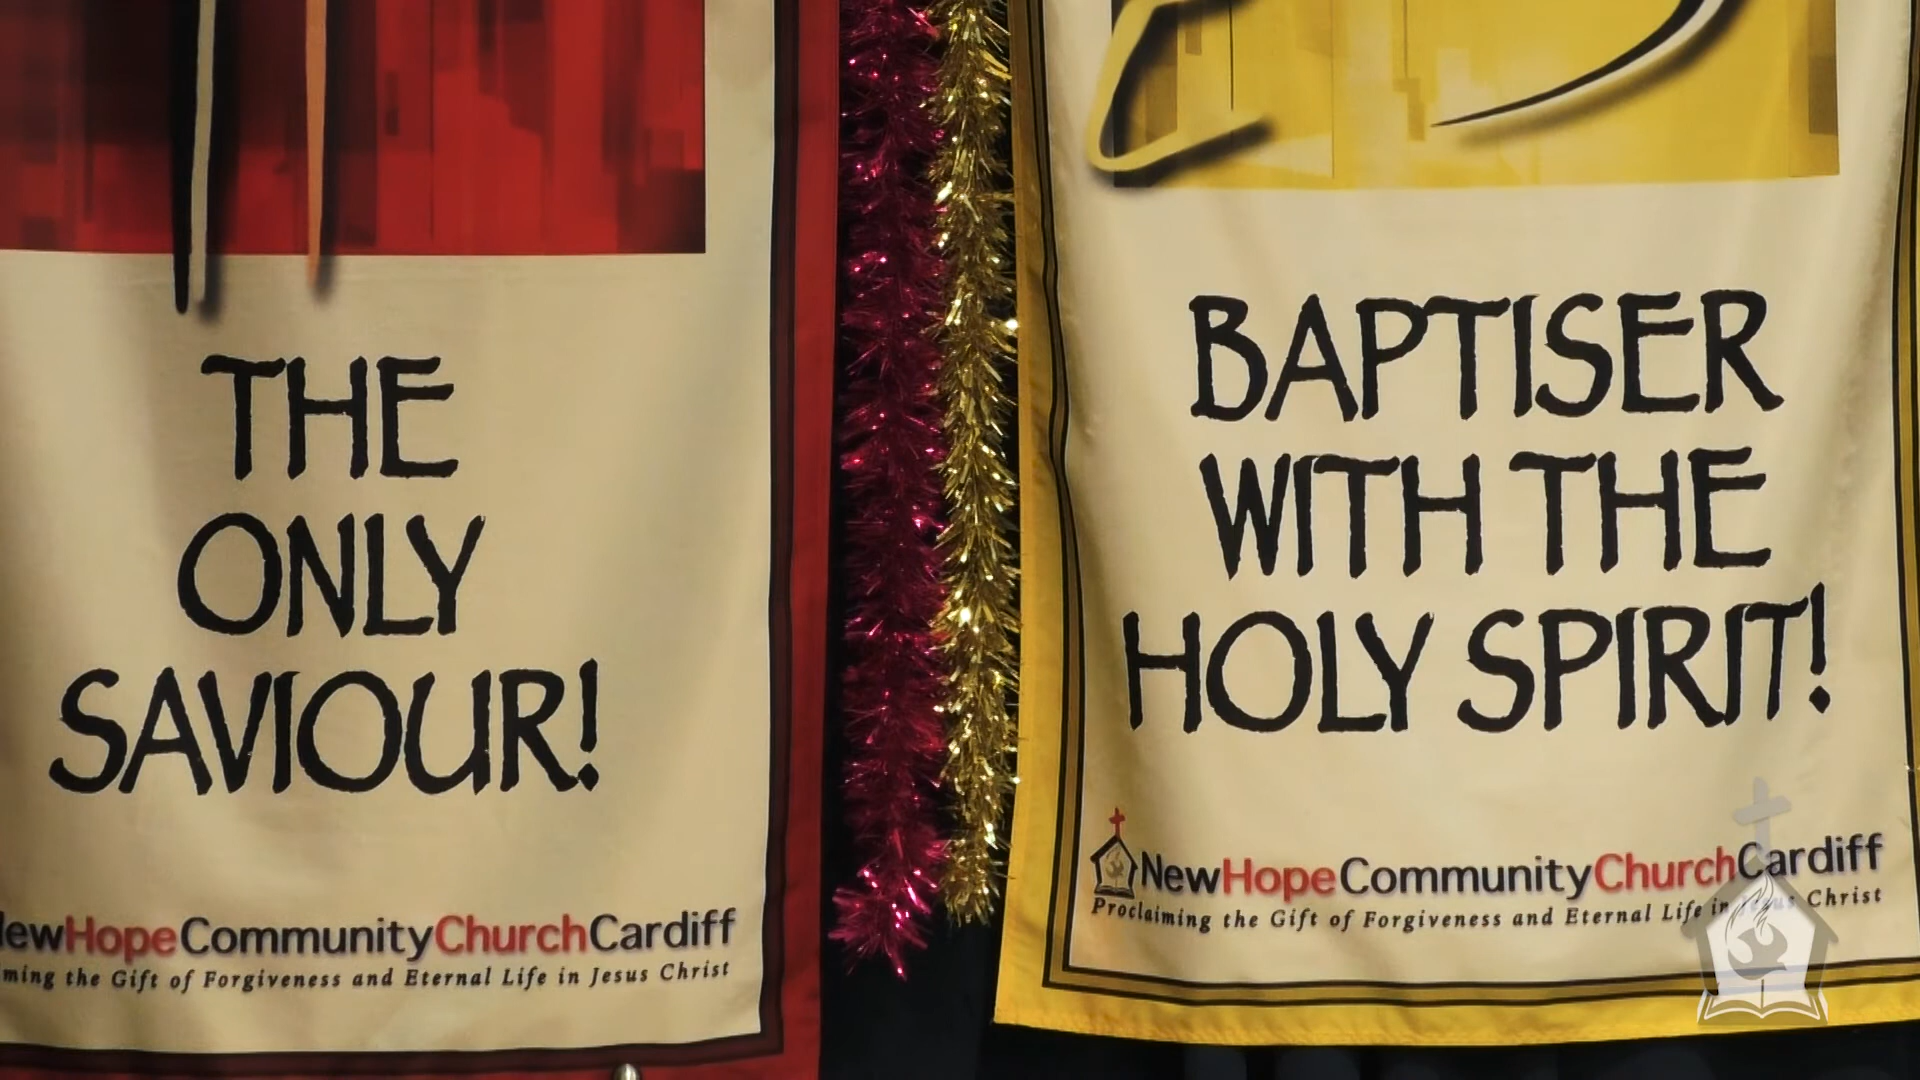 THE
ONLY
SAVIOUR!
NewHopeCommunityChurchCardiff
ming the Gift of Forgiveness and Eternal Life in Jesus Christ
BAPTISER
WITH THE
HOLY SPIRIT!
NewHopeCommunityChurchCardiff
Proclaiming the Gift of Forgiveness and Eternal Life in Jesus Christ